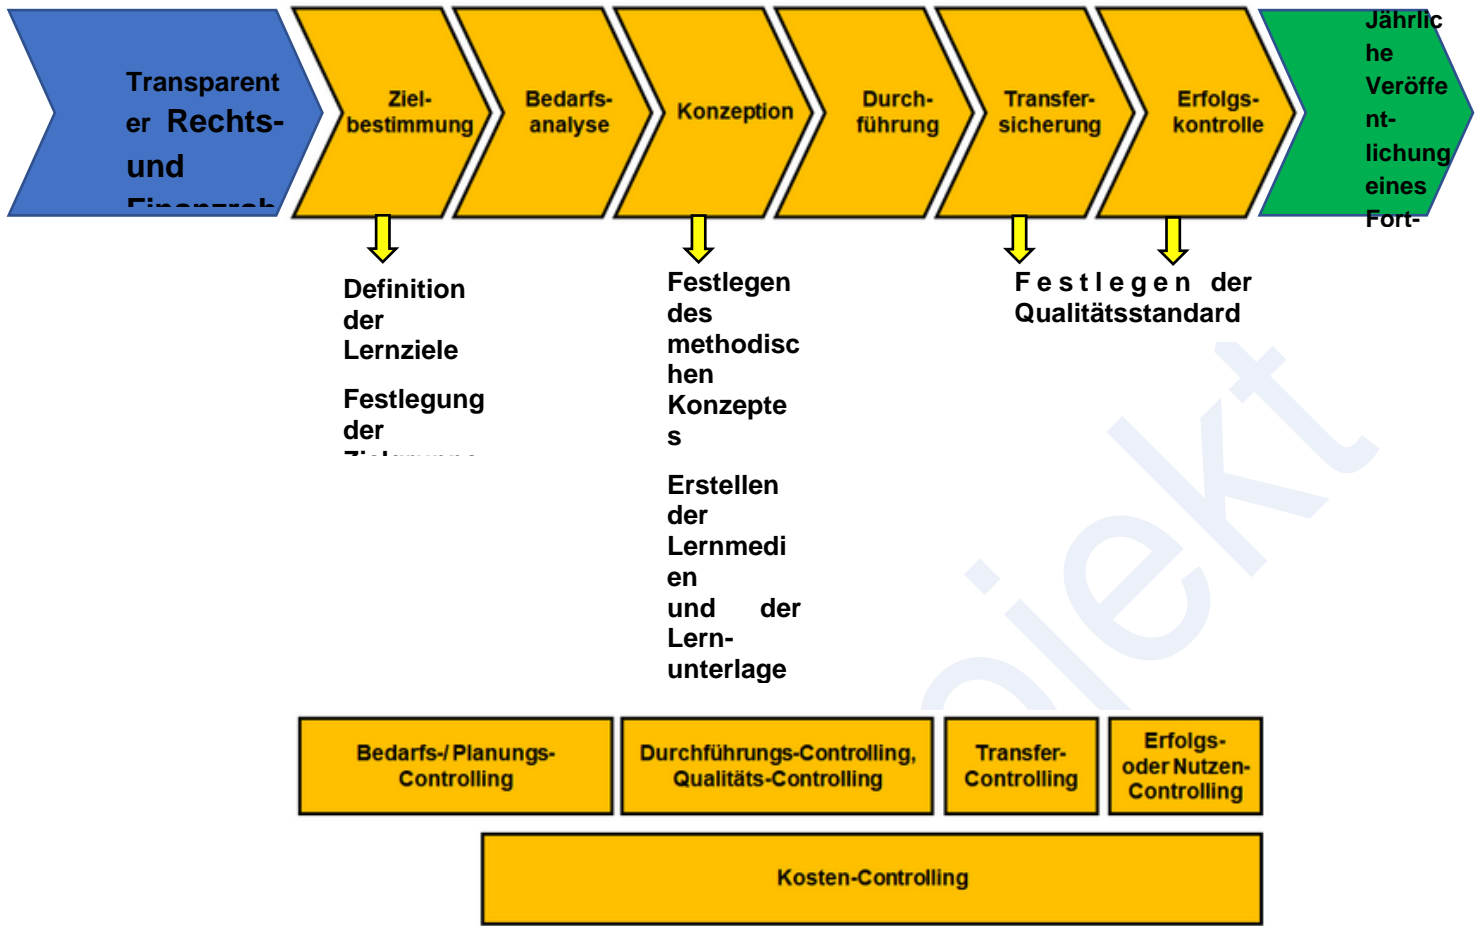 Transparent
er Rechts-
und
Ziel-
bestimmung
Bedarfs-
analyse
Konzeption
Durch-
führung
Transfer-
sicherung
Erfolgs-
kontrolle
Jährlic
he
Veröffe
nt-
lichung
eines
Fort-
Definition
der
Lernziele
Festlegung
der
Festlegen
des
methodisc
hen
Konzepte
s
Erstellen
der
Lernmedi
en
und der
Lern-
unterlage
Festlegen der
Qualitätsstandard
Bedarfs-/ Planungs-
Controlling
Durchführungs-Controlling,
Qualitäts-Controlling
Transfer-
Controlling
Erfolgs-
oder Nutzen-
Controlling
Kosten-Controlling